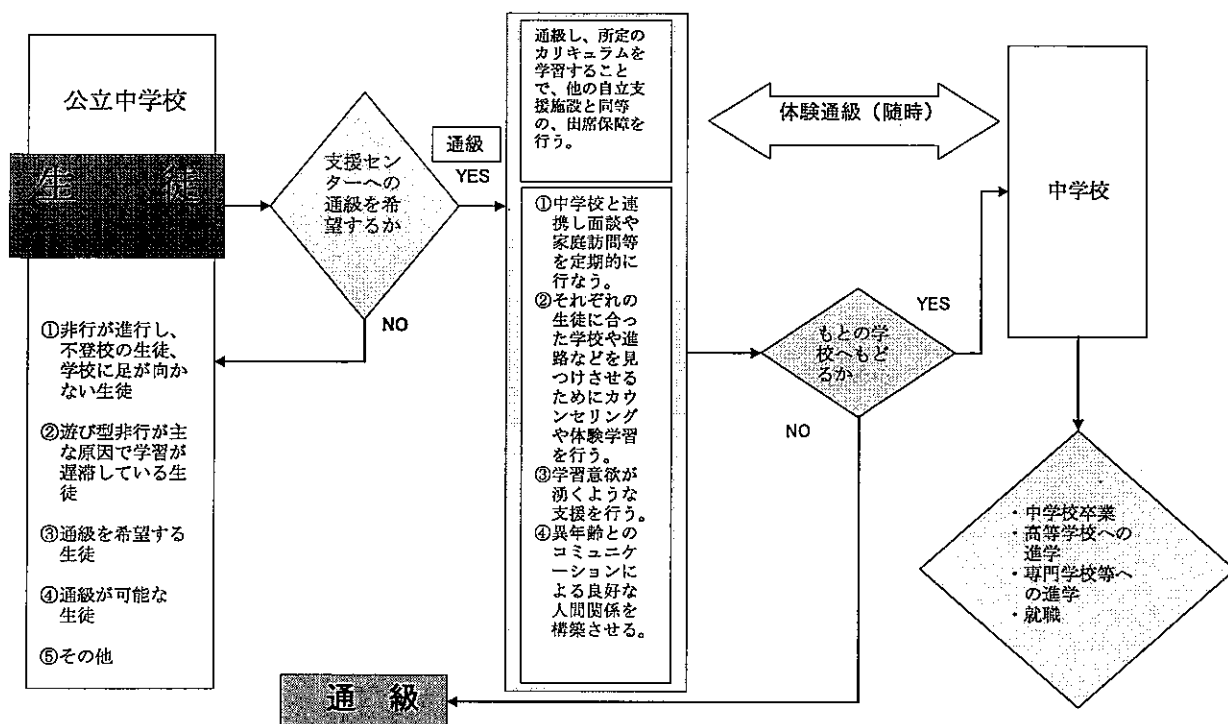 公立中学校
生　徒
①非行が進行し、
不登校の生徒、
学校に足が向か
ない生徒
②遊び型非行が主
な原因で学習が
遅滞している生
徒
③通級を希望する
生徒
④通級が可能な
生徒
⑤その他
支援セン
ターへの
通級を希
望するか
通級
YES
NO
通級し、所定の
カリキュラムを
学習すること
で、他の自立支
援施設と同等
の、出席保障を
行う。
①中学校と連
携し面談や
家庭訪問等
を定期的に
行なう。
②それぞれの
生徒に合っ
た学校や進
路などを見
つけさせる
ためにカウ
ンセリング
や体験学習
を行う。
③学習意欲が
湧くような
支援を行う。
④異年齢との
コミュニケ
ーションに
よる良好な
人間関係を
構築させる。
体験通級（随時）
もとの学
校へもど
るか
YES
NO
通　級
中学校
・中学校卒業
・高等学校への
進学
・専門学校等へ
の進学
・就職